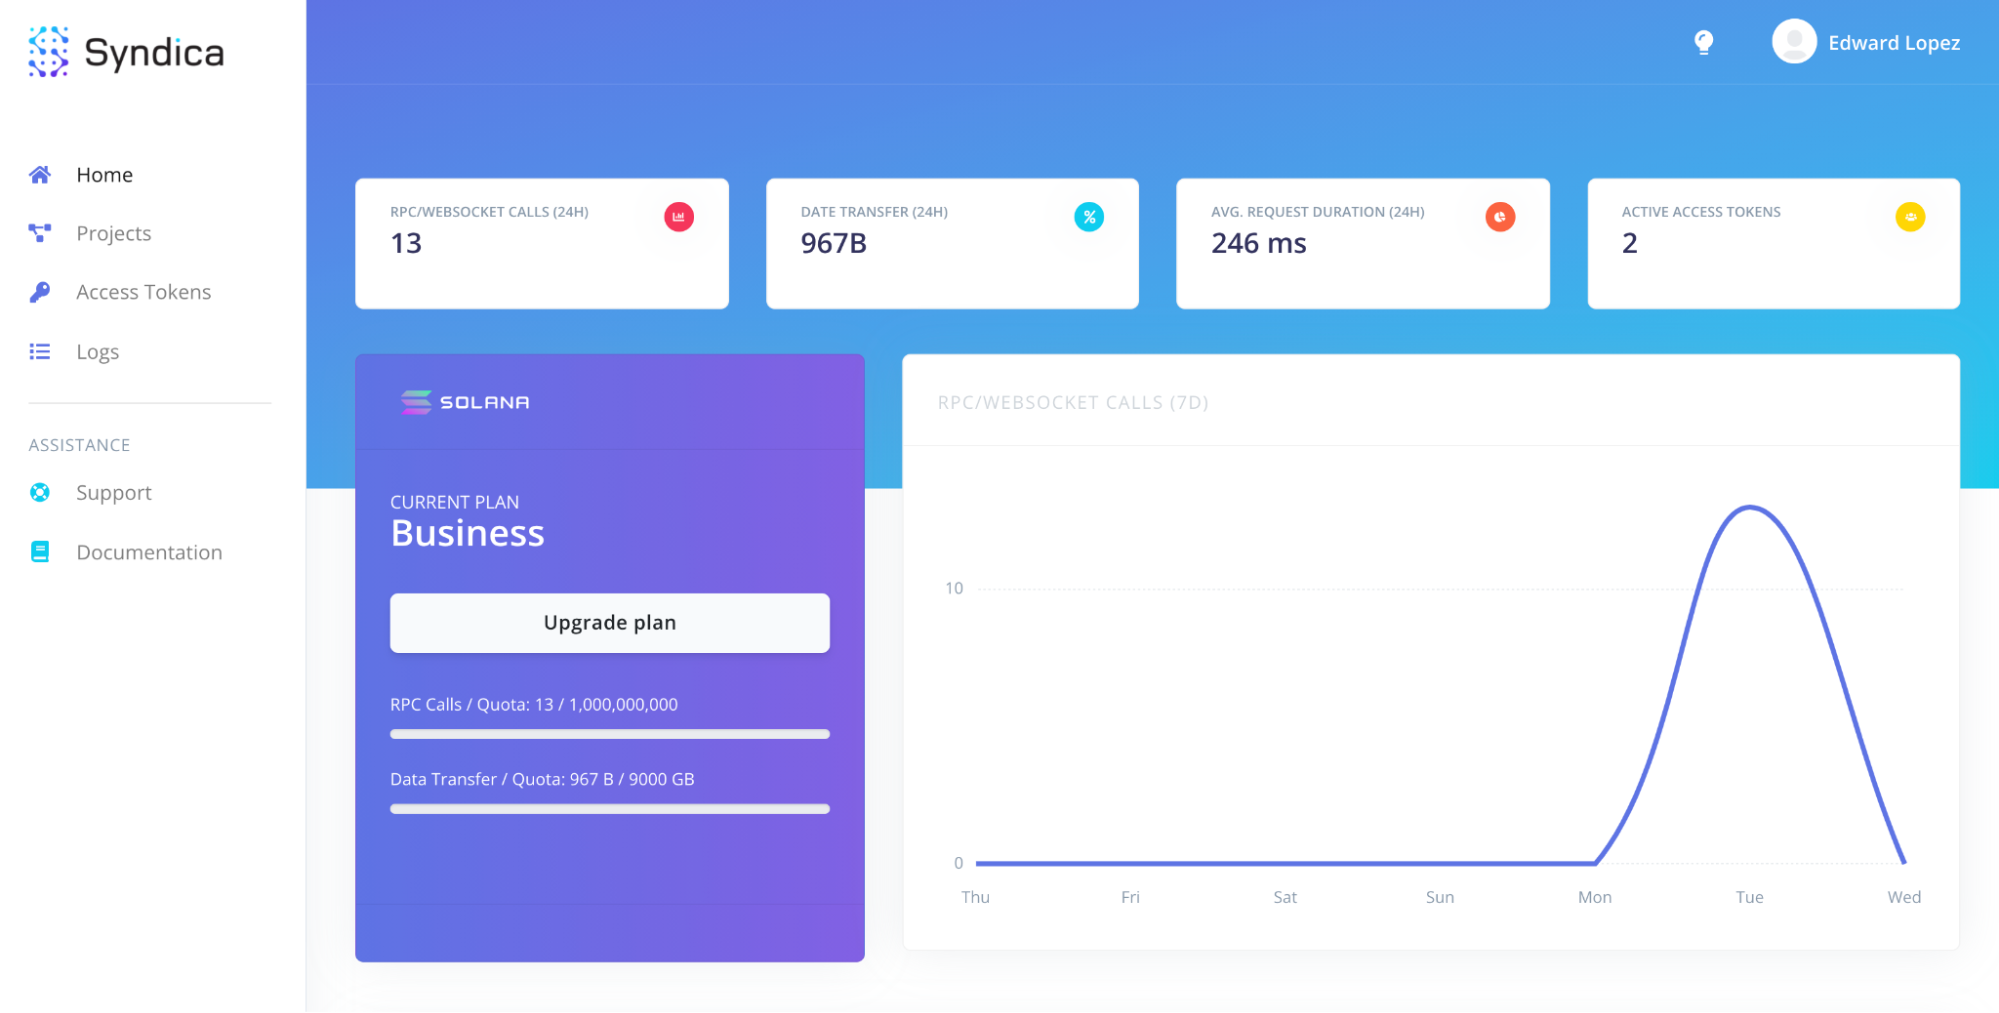 Syndica
Edward Lopez
Home
Projects
Access Tokens
Logs
ASSISTANCE
Support
Documentation
RPC/WEBSOCKET CALLS (24H)
13
DATE TRANSFER (24H)
967B
AVG. REQUEST DURATION (24H)
246 ms
ACTIVE ACCESS TOKENS
2
SOLANA
CURRENT PLAN
Business
Upgrade plan
RPC Calls / Quota: 13 / 1,000,000,000
Data Transfer / Quota: 967 B / 9000 GB
RPC/WEBSOCKET CALLS (7D)
10
0
Thu Fri Sat Sun Mon Tue Wed